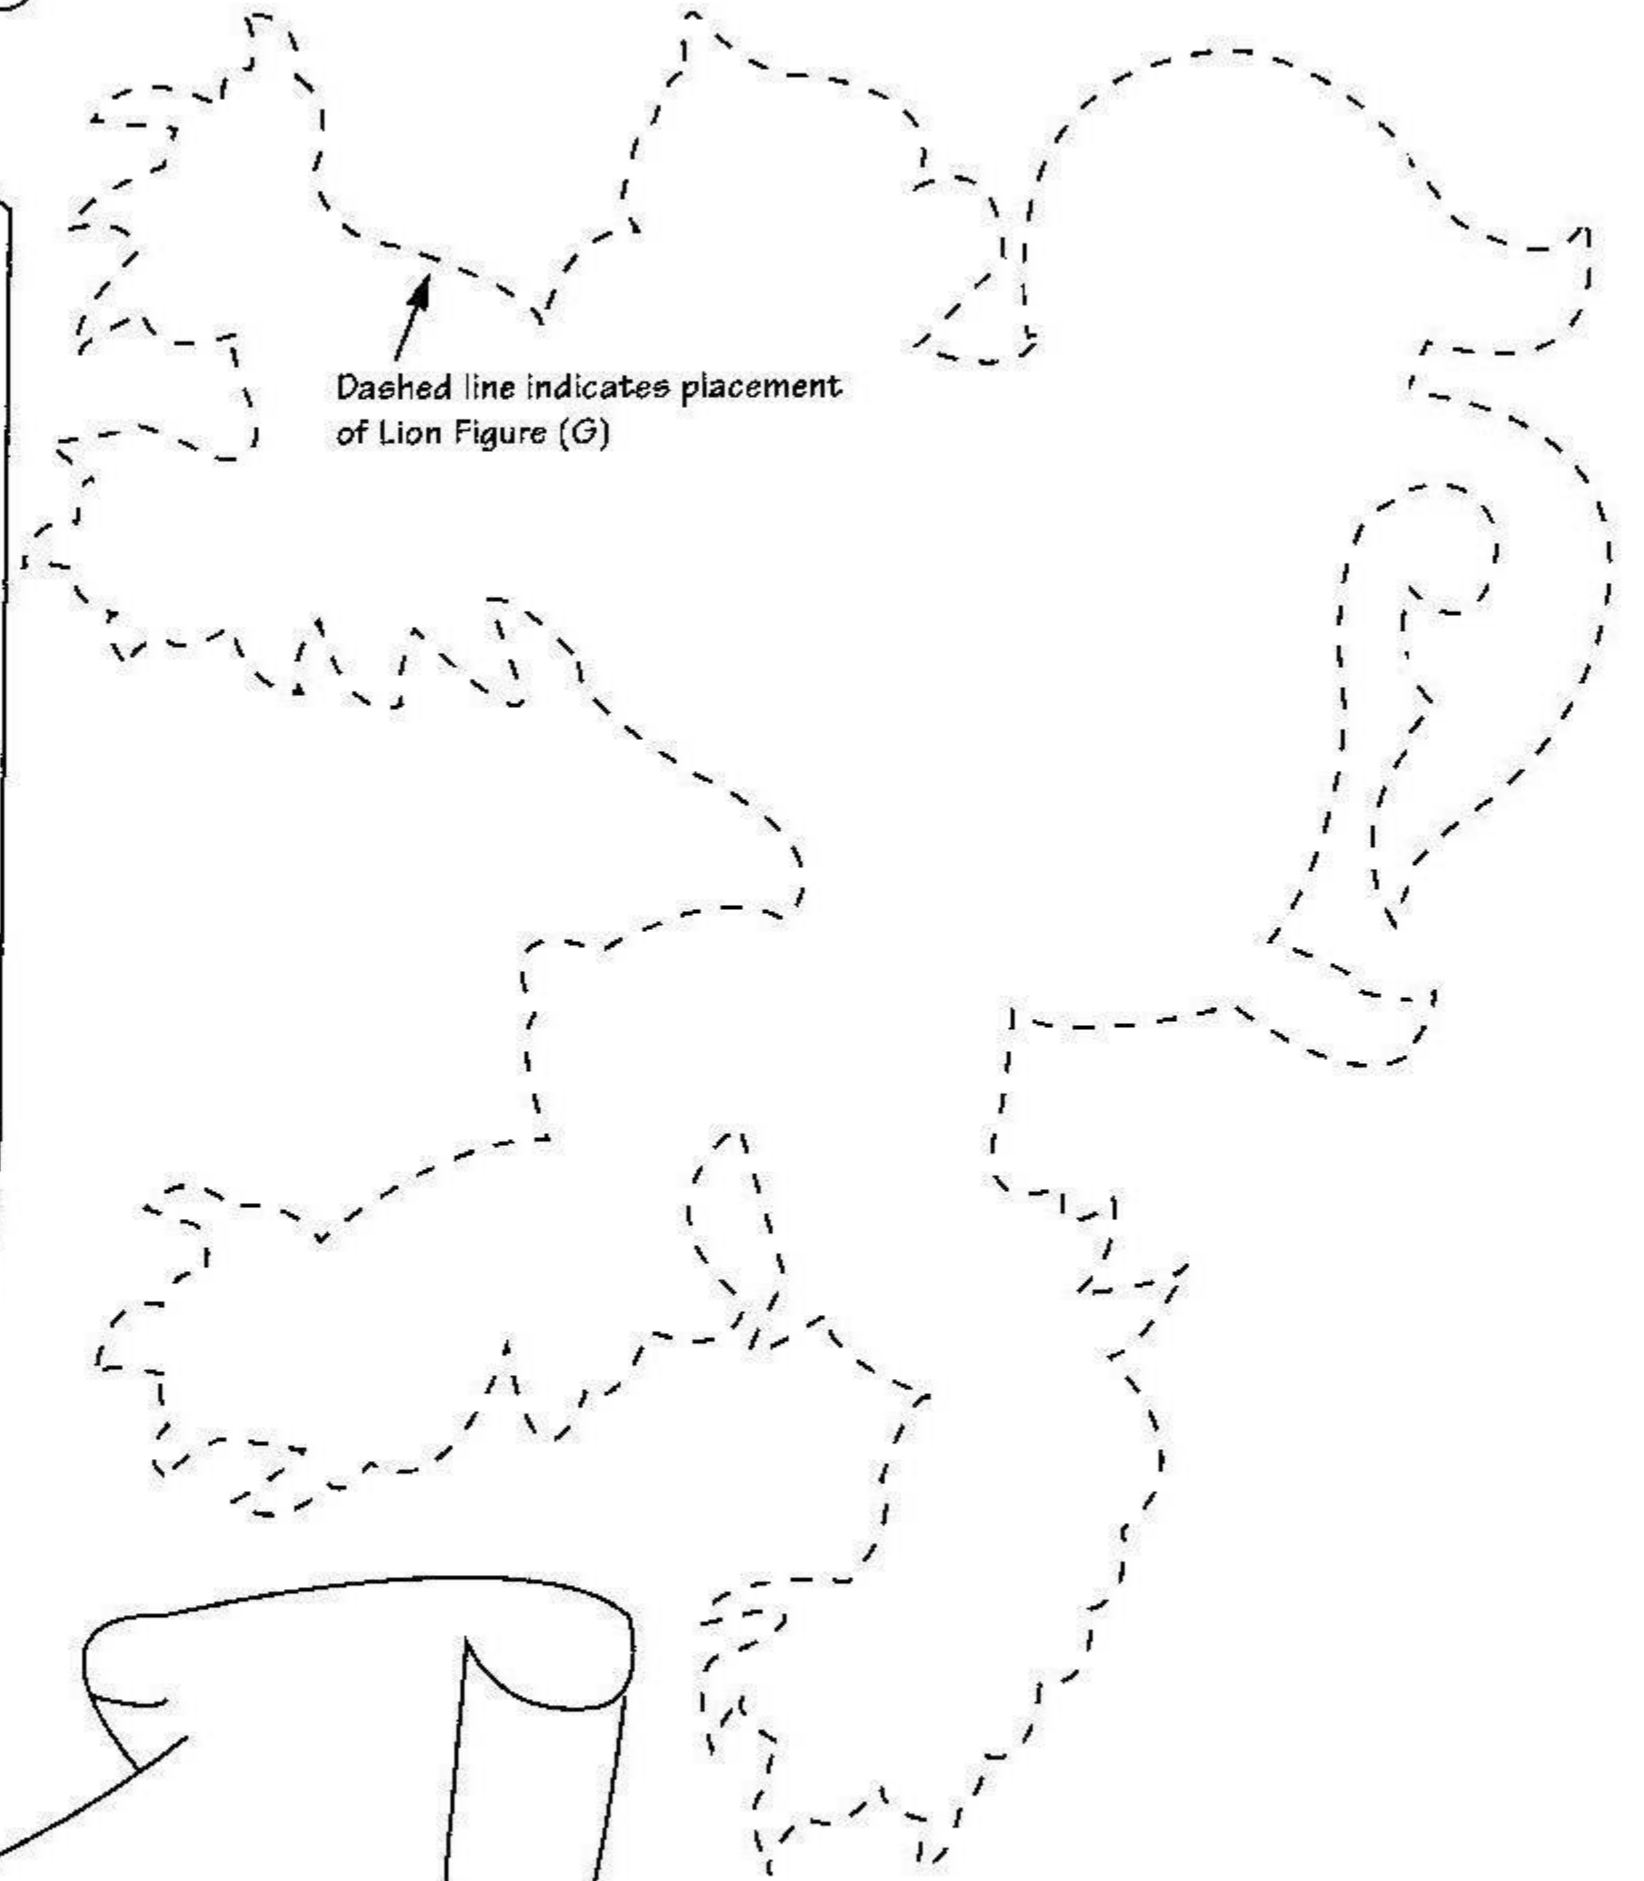 Dashed line indicates placement
of Lion Figure (G)